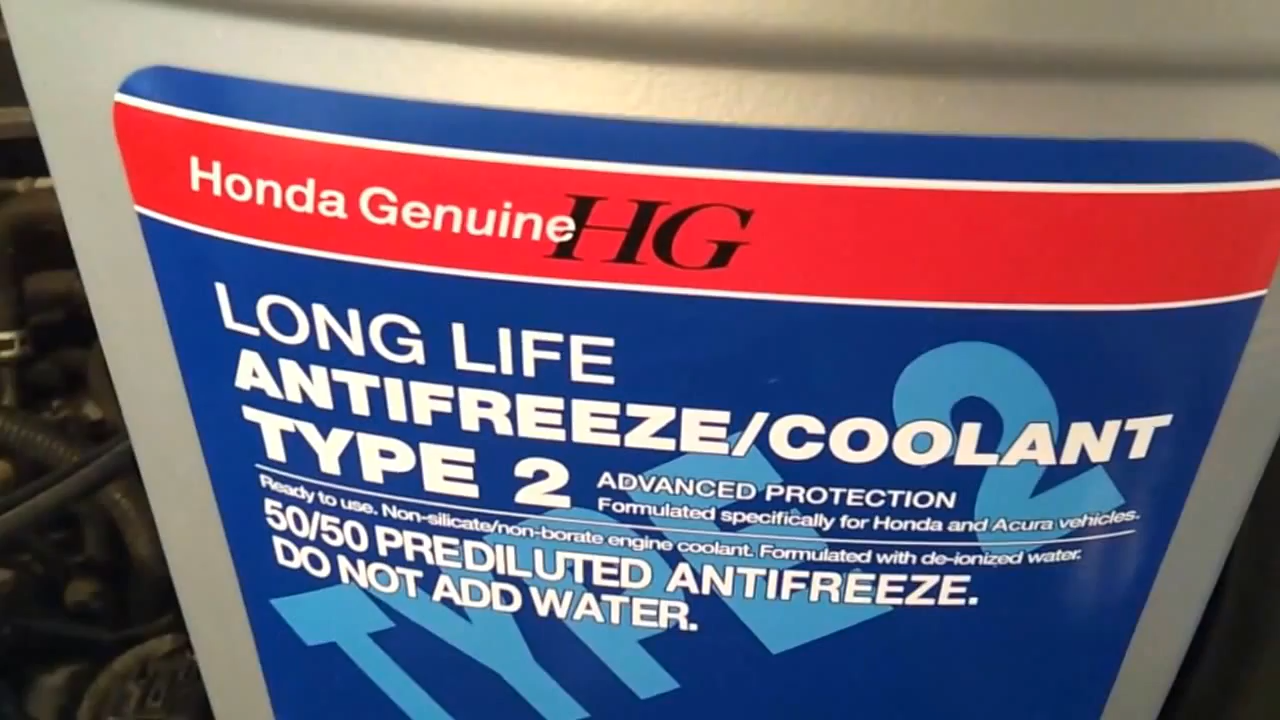 Honda Genuine HG
LONG LIFE
ANTIFREEZE/COOLANT
TYPE 2
ADVANCED PROTECTION
Formulated specifically for Honda and Acura vehicles.
Ready to use. Non-silicate/non-borate engine coolant. Formulated with de-ionized water.
50/50 PREDILUTED ANTIFREEZE.
DO NOT ADD WATER.
TYPE 2